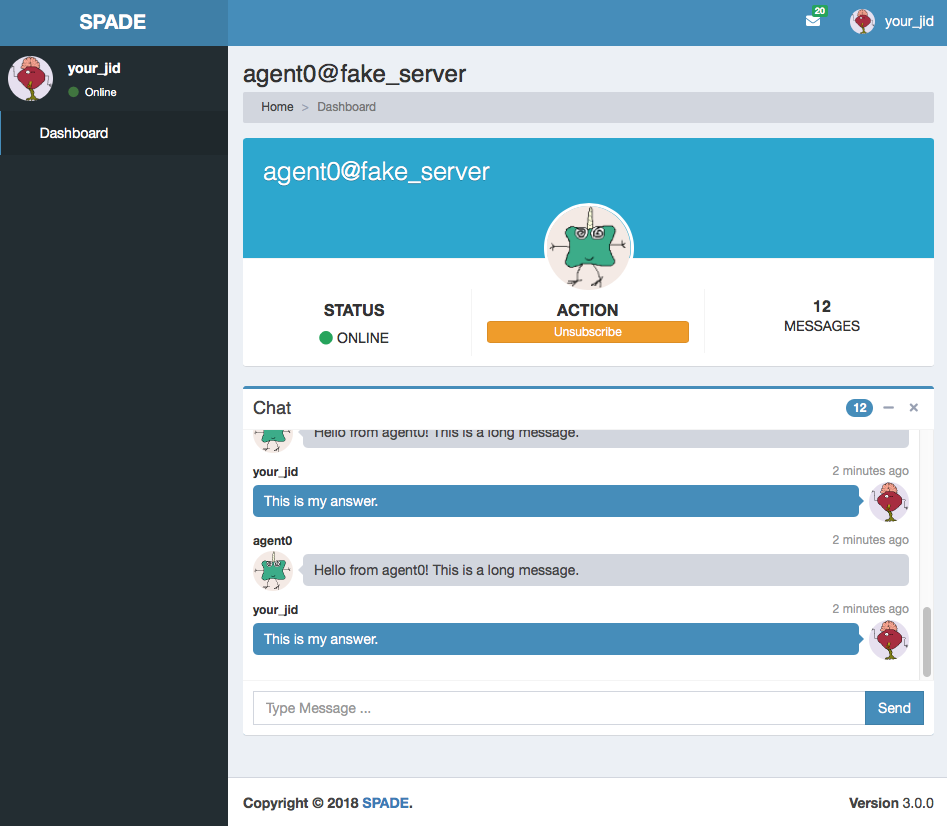 SPADE
20
your_jid
your_jid
Online
Dashboard
agent0@fake_server
Home > Dashboard
agent0@fake_server
STATUS
ONLINE
ACTION
Unsubscribe
12
MESSAGES
Chat
12
Hello from agent0! This is a long message.
your_jid 2 minutes ago
This is my answer.
agent0 2 minutes ago
Hello from agent0! This is a long message.
your_jid 2 minutes ago
This is my answer.
Type Message ... Send
Copyright © 2018 SPADE. Version 3.0.0